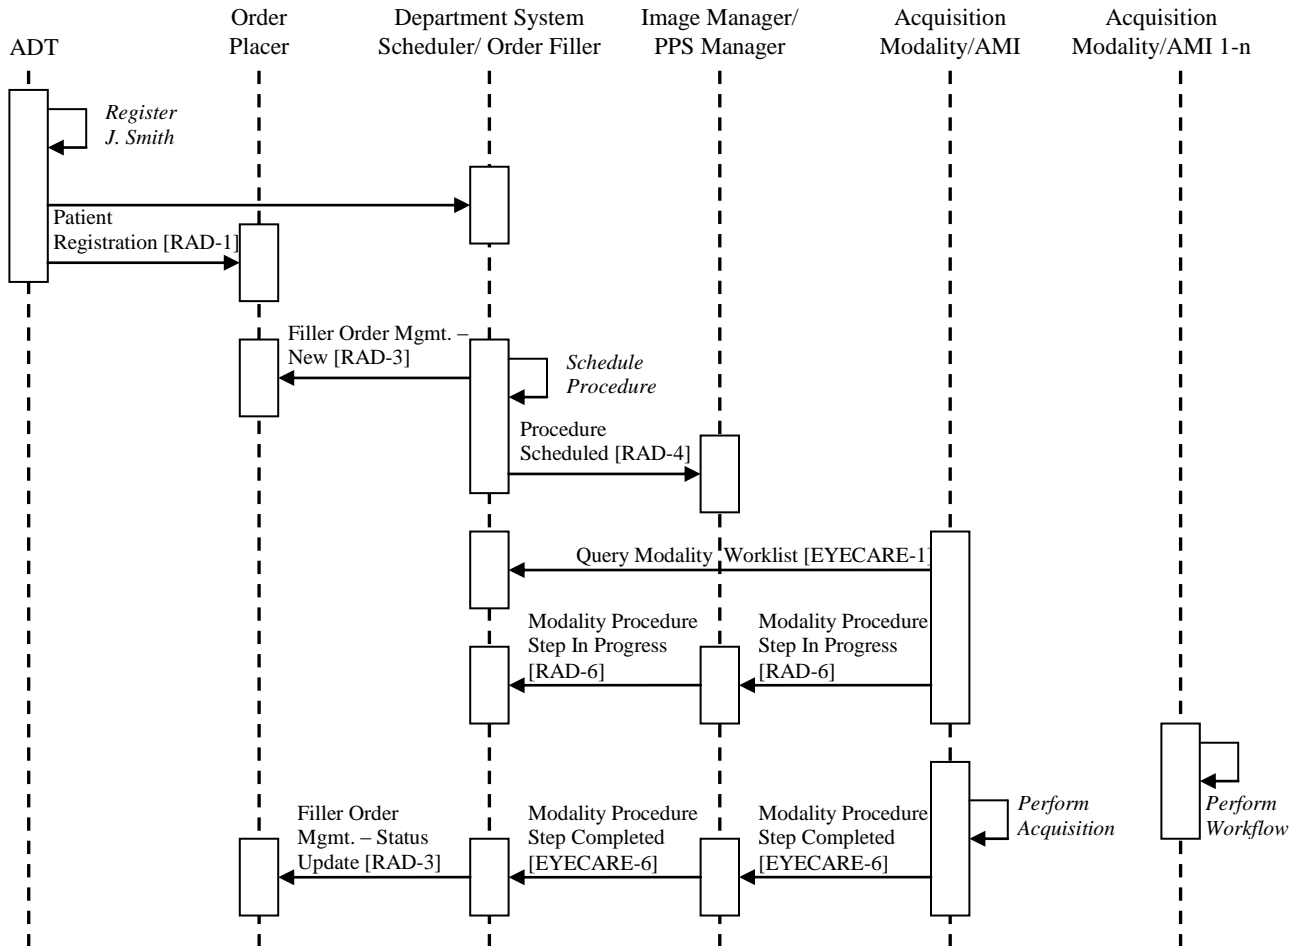 ADT
Order
Placer
Department System
Scheduler/ Order Filler
Image Manager/
PPS Manager
Acquisition
Modality/AMI
Acquisition
Modality/AMI 1-n
Register
J. Smith
Patient
Registration [RAD-1]
Filler Order Mgmt. –
New [RAD-3]
Schedule
Procedure
Procedure
Scheduled [RAD-4]
Query Modality Worklist [EYECARE-1]
Modality Procedure
Step In Progress
[RAD-6]
Modality Procedure
Step In Progress
[RAD-6]
Filler Order
Mgmt. – Status
Update [RAD-3]
Modality Procedure
Step Completed
[EYECARE-6]
Modality Procedure
Step Completed
[EYECARE-6]
Perform
Acquisition
Perform
Workflow